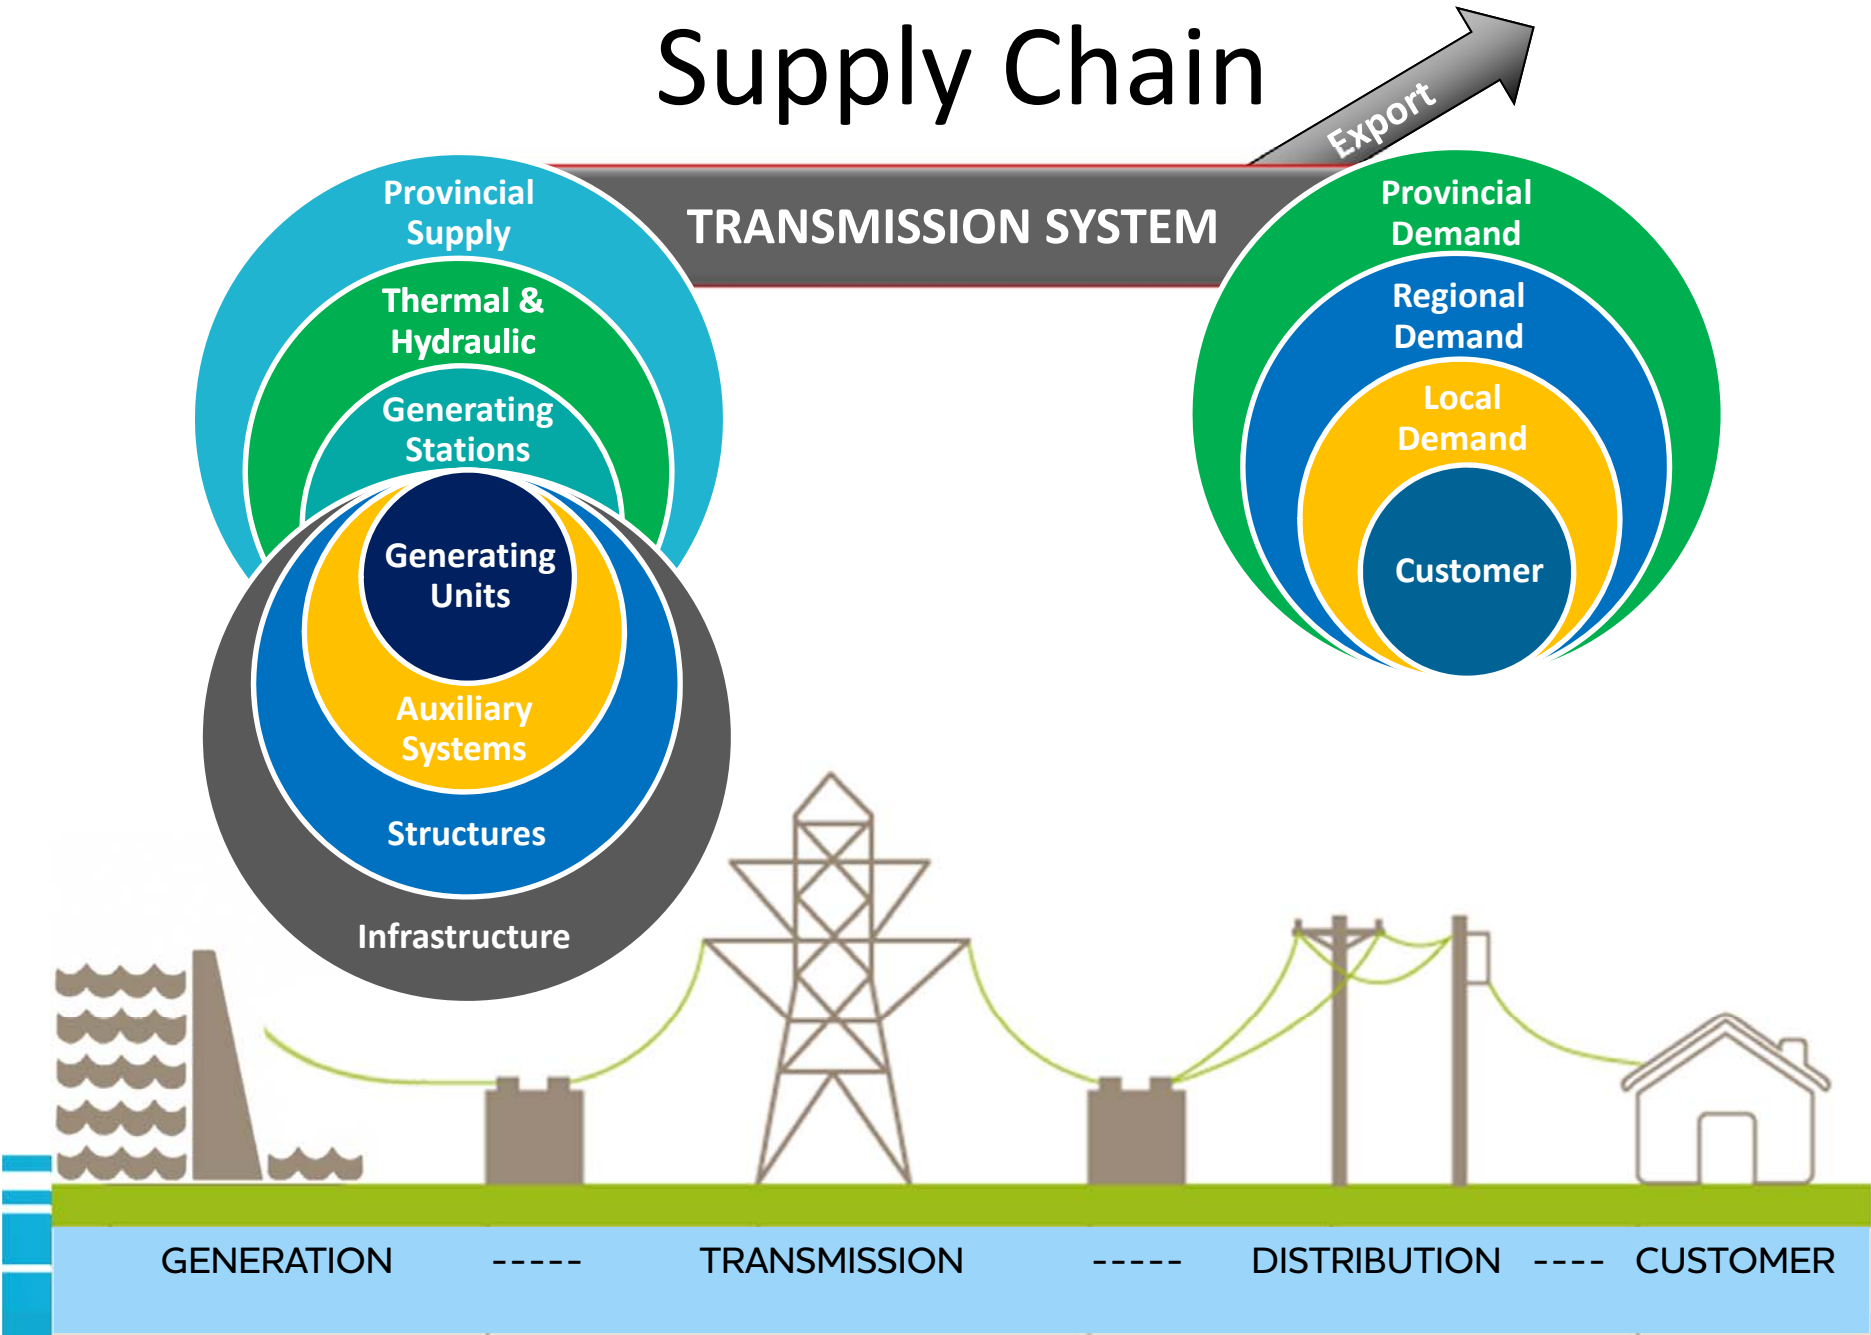 Supply Chain
Export
TRANSMISSION SYSTEM
Provincial
Supply
Thermal &
Hydraulic
Generating
Stations
Generating
Units
Auxiliary
Systems
Structures
Infrastructure
Provincial
Demand
Regional
Demand
Local
Demand
Customer
GENERATION ----- TRANSMISSION ----- DISTRIBUTION ---- CUSTOMER